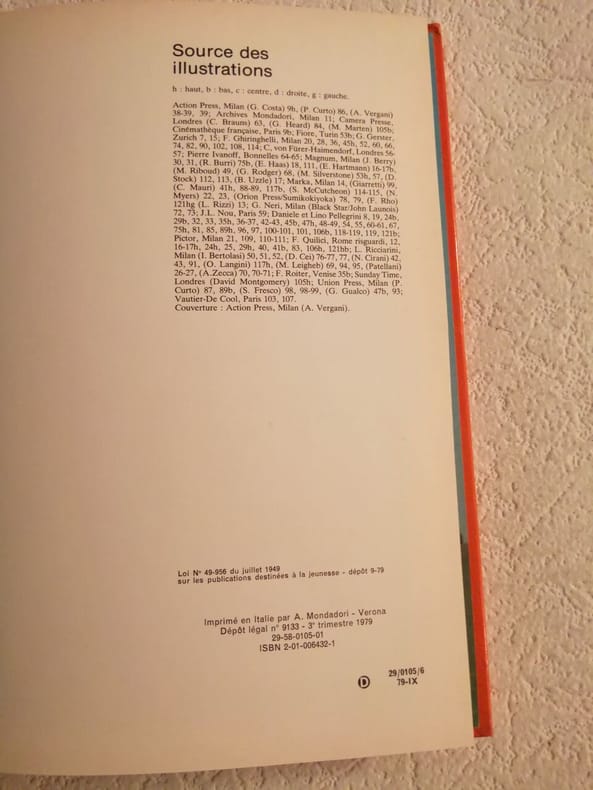 Source des
illustrations
h : haut, b : bas, c : centre, d : droite, g : gauche.
Action Press, Milan (G. Costa) 9h, (P. Curto) 86, (A. Vergani)
38-39, 39; Archives Mondadori, Milan 11; Camera Presse,
Londres (C. Braum) 63, (G. Heard) 84, (M. Marten) 105b;
Cinémathèque française, Paris 9b; Fiore, Turin 53b; G. Gerster,
Zurich 7, 15; F. Ghiringhelli, Milan 20, 28, 36, 45h, 52, 60, 66,
74, 82, 90, 102, 108, 114; C. von Fürer-Haimendorf, Londres 56-
57; Pierre Ivanoff, Bonnelles 64-65; Magnum, Milan (J. Berry)
30, 31, (R. Burri) 75b, (E. Haas) 18, 111, (E. Hartmann) 16-17b,
(M. Riboud) 49, (G. Rodger) 68, (M. Silverstone) 53h, 57, (D.
Stock) 112, 113, (B. Uzzle) 17; Marka, Milan 14, (Giarretti) 99,
(C. Mauri) 41h, 88-89, 117b, (S. McCutcheon) 114-115, (N.
Myers) 22, 23, (Orion Press/Sumikokiyoka) 78, 79, (F. Rho)
121hg (L. Rizzi) 13; G. Neri, Milan (Black Star/John Launois)
72, 73; J.L. Nou, Paris 59; Daniele et Lino Pellegrini 8, 19, 24b,
29b, 32, 33, 35h, 36-37, 42-43, 45b, 47h, 48-49, 54, 55, 60-61, 67,
75h, 81, 85, 89h, 96, 97, 100-101, 101, 106b, 118-119, 119, 121b;
Pictor, Milan 21, 109, 110-111; F. Quilici, Rome risguardi, 12,
16-17h, 24h, 25, 29h, 40, 41b, 83, 106h, 121hb; L. Ricciarini,
Milan (I. Bertolasi) 50, 51, 52, (D. Cei) 76-77, 77, (N. Cirani) 42,
43, 91, (O. Langini) 117h, (M. Leigheb) 69, 94, 95, (Patellani)
26-27, (A.Zecca) 70, 70-71; F. Roiter, Venise 35b; Sunday Time,
Londres (David Montgomery) 105h; Union Press, Milan (P.
Curto) 87, 89b, (S. Fresco) 98, 98-99, (G. Gualco) 47b, 93;
Vautier-De Cool, Paris 103, 107.
Couverture : Action Press, Milan (A. Vergani).
Loi N° 49-956 du juillet 1949
sur les publications destinées à la jeunesse - dépôt 9-79
Imprimé en Italie par A. Mondadori - Verona
Dépôt légal n° 9133 - 3e trimestre 1979
29-58-0105-01
ISBN 2-01-006432-1
D 29/0105/6
79-IX